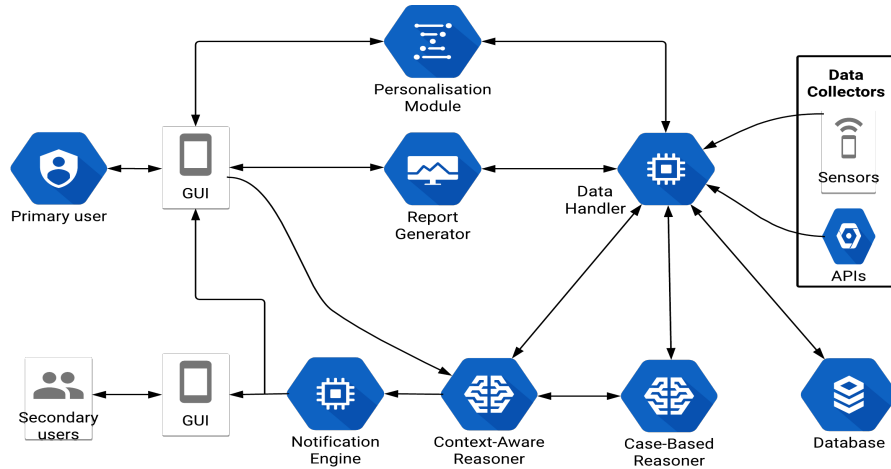 Personalisation
Module
Data
Collectors
Sensors
APIs
Primary user
GUI
Report
Generator
Data
Handler
Secondary
users
GUI
Notification
Engine
Context-Aware
Reasoner
Case-Based
Reasoner
Database